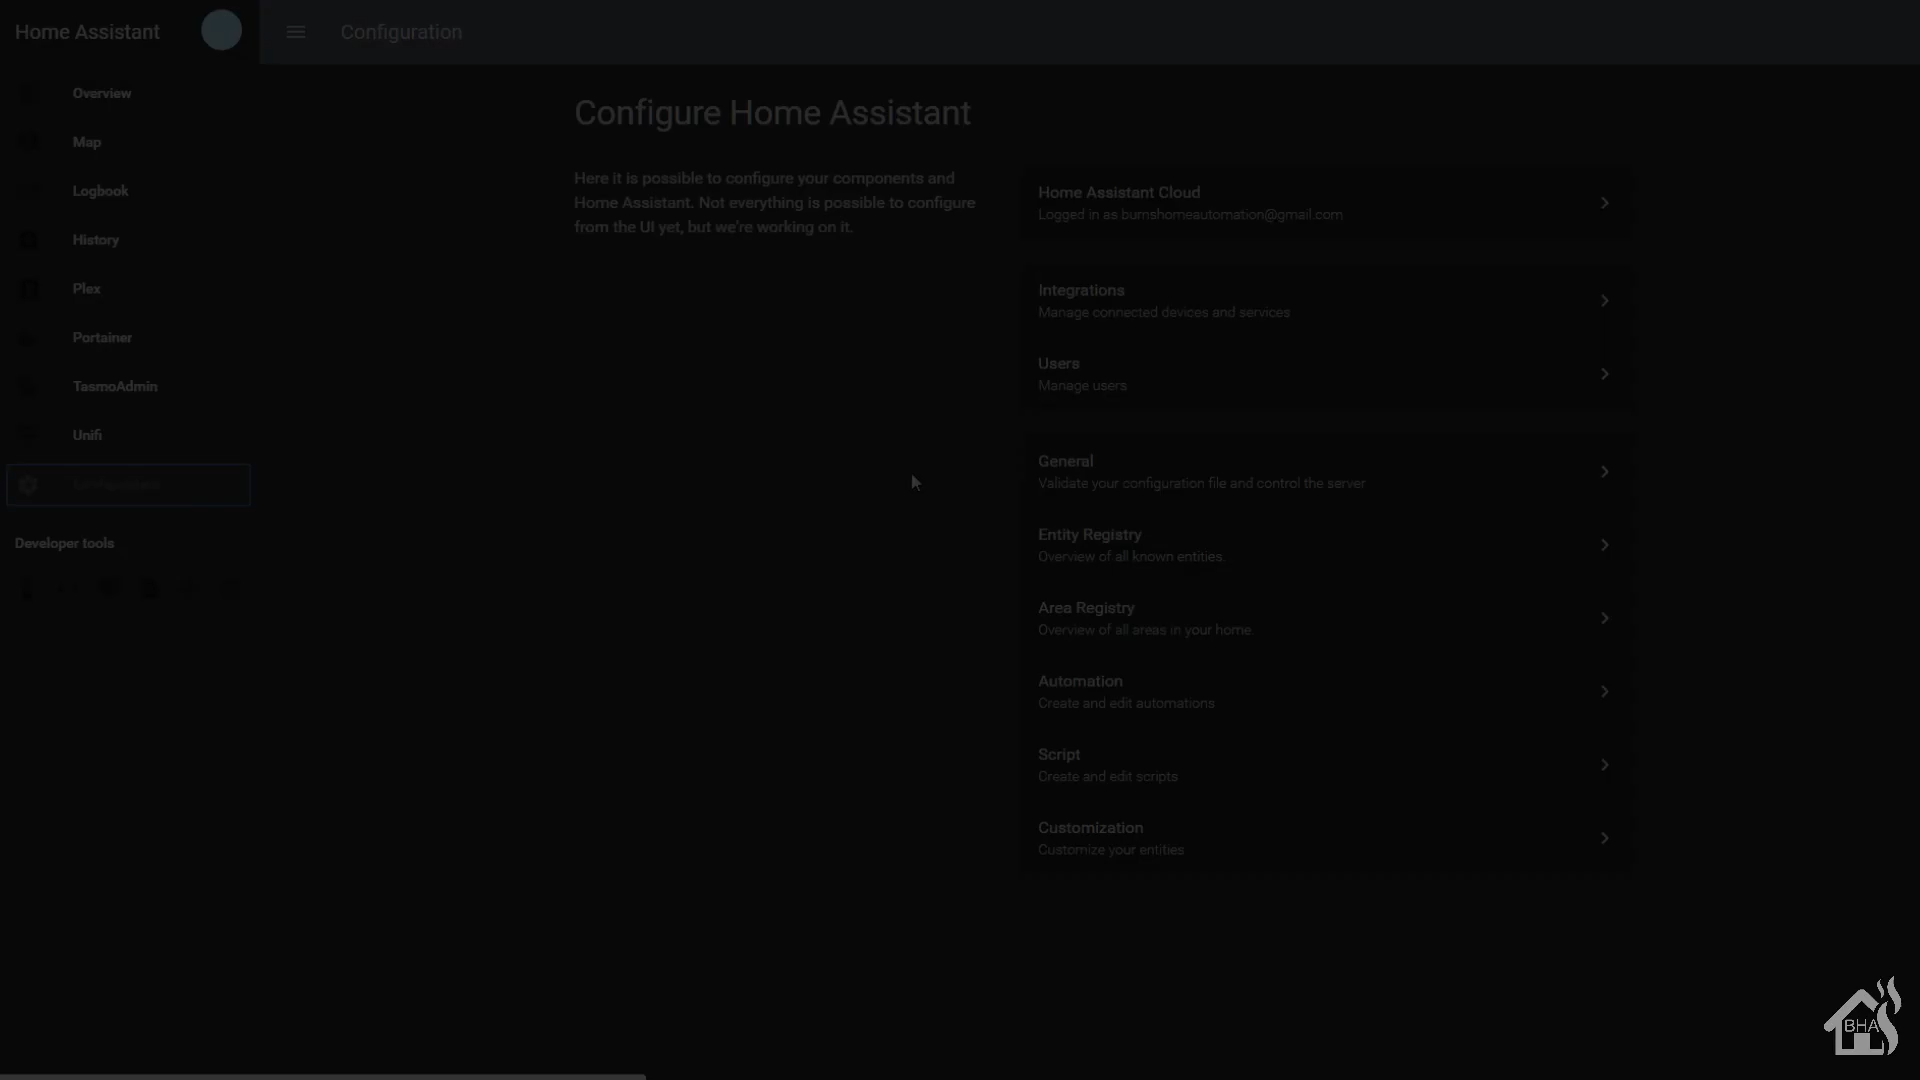 Home Assistant
Configuration
Overview
Map
Logbook
History
Plex
Portainer
TasmoAdmin
Unifi
Configuration
Developer tools
Configure Home Assistant
Here it is possible to configure your components and
Home Assistant. Not everything is possible to configure
from the UI yet, but we're working on it.
Home Assistant Cloud
Logged in as burnshomeautomation@gmail.com
Integrations
Manage connected devices and services
Users
Manage users
General
Validate your configuration file and control the server
Entity Registry
Overview of all known entities.
Area Registry
Overview of all areas in your home.
Automation
Create and edit automations
Script
Create and edit scripts
Customization
Customize your entities
BHA